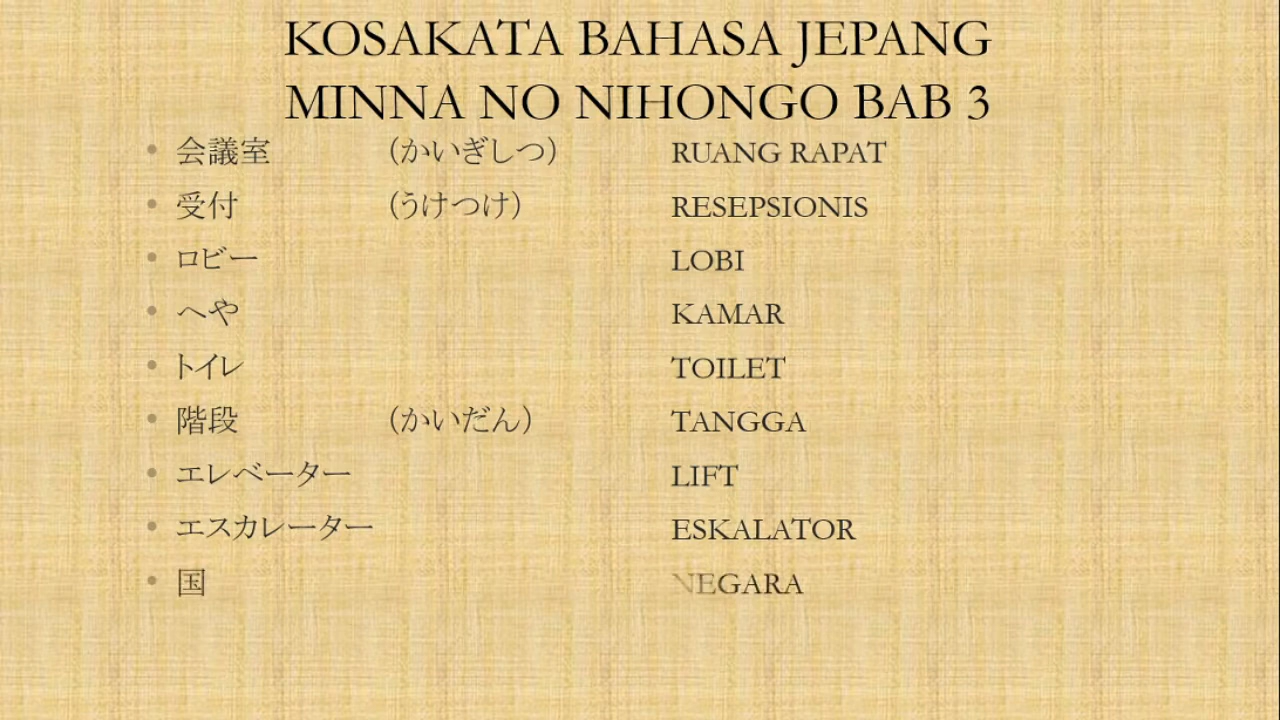 KOSAKATA BAHASA JEPANG
MINNA NO NIHONGO BAB 3
• 会議室 （かいぎしつ） RUANG RAPAT
• 受付 （うけつけ） RESEPSIONIS
• ロビー LOBI
• へや KAMAR
• トイレ TOILET
• 階段 （かいだん） TANGGA
• エレベーター LIFT
• エスカレーター ESKALATOR
• 国 NEGARA